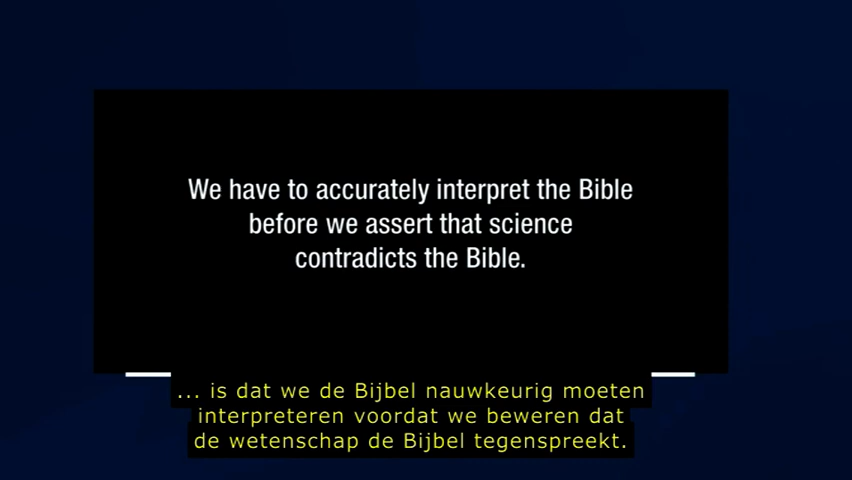 We have to accurately interpret the Bible
before we assert that science
contradicts the Bible.
... is dat we de Bijbel nauwkeurig moeten
interpreteren voordat we beweren dat
de wetenschap de Bijbel tegenspreekt.